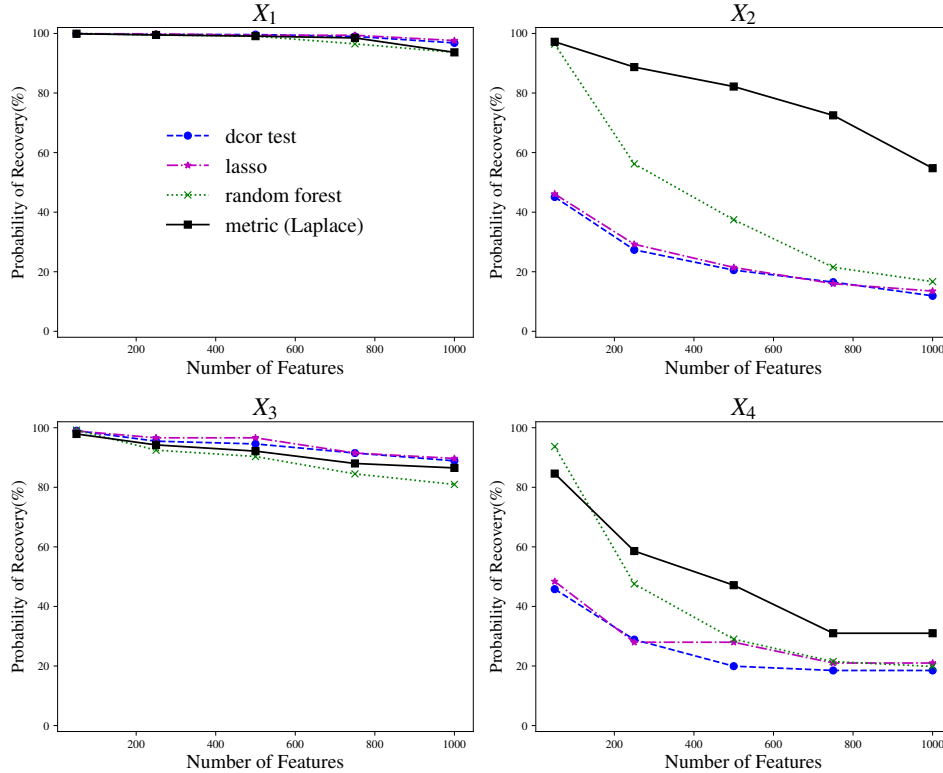 X1
Probability of Recovery(%)
100
80
60
40
20
0
dcor test
lasso
random forest
metric (Laplace)
200 400 600 800 1000
Number of Features
X2
Probability of Recovery(%)
100
80
60
40
20
0
200 400 600 800 1000
Number of Features
X3
Probability of Recovery(%)
100
80
60
40
20
0
200 400 600 800 1000
Number of Features
X4
Probability of Recovery(%)
100
80
60
40
20
0
200 400 600 800 1000
Number of Features